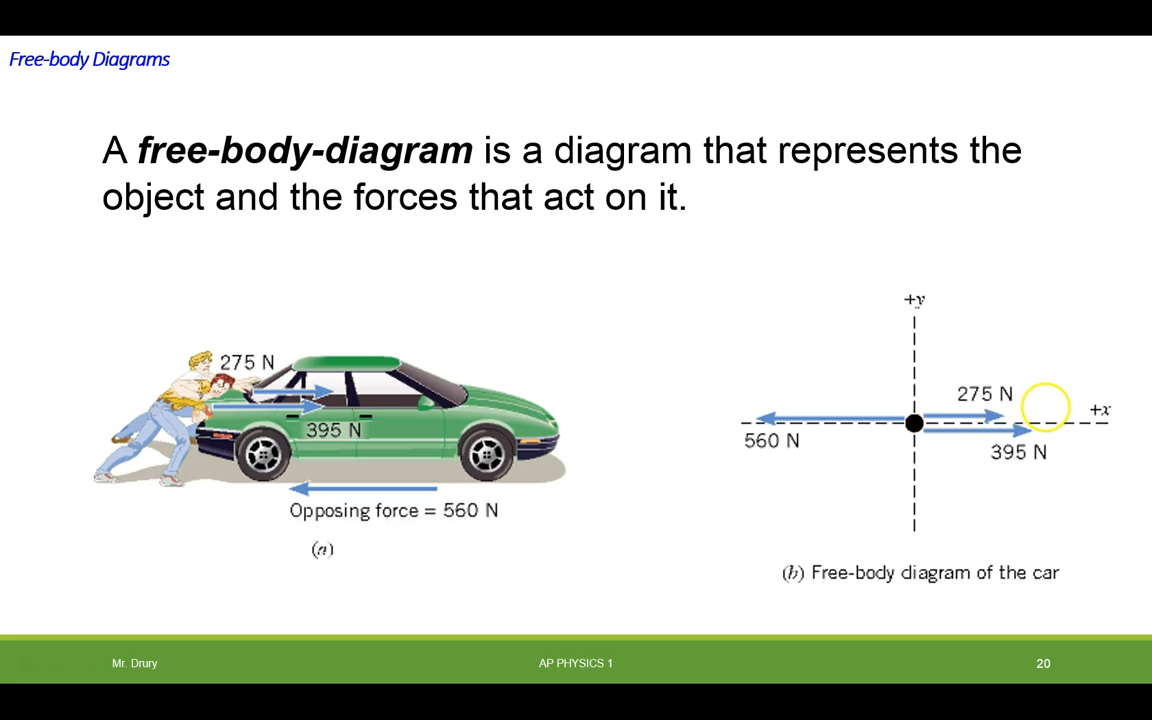 Free-body Diagrams
A free-body-diagram is a diagram that represents the
object and the forces that act on it.
275 N
395 N
Opposing force = 560 N
(a)
+y
275 N
+x
560 N
395 N
(b) Free-body diagram of the car
Mr. Drury
AP PHYSICS 1
20